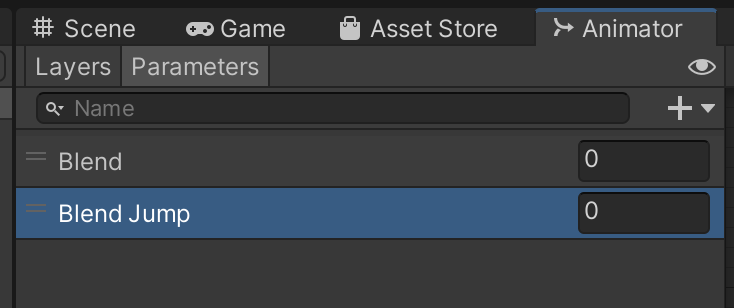 Scene Game Asset Store Animator
Layers Parameters
Name
Blend 0
Blend Jump 0